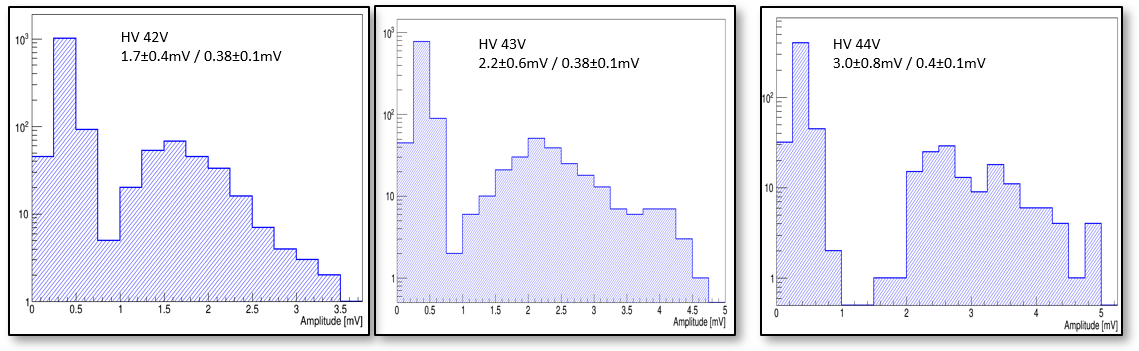 HV 42V
1.7±0.4mV / 0.38±0.1mV
10³
10²
10
1
0 0.5 1 1.5 2 2.5 3 3.5
Amplitude [mV]
HV 43V
2.2±0.6mV / 0.38±0.1mV
10³
10²
10
1
0 0.5 1 1.5 2 2.5 3 3.5 4 4.5 5
Amplitude [mV]
HV 44V
3.0±0.8mV / 0.4±0.1mV
10²
10
1
0 1 2 3 4 5
Amplitude [mV]